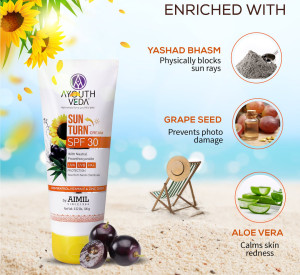 ENRICHED WITH
YASHAD BHASM
Physically blocks
sun rays
GRAPE SEED
Prevents photo
damage
ALOE VERA
Calms skin
redness
AYOUTH
VEDA
SUN
TURN
SPF 30
by AIMIL